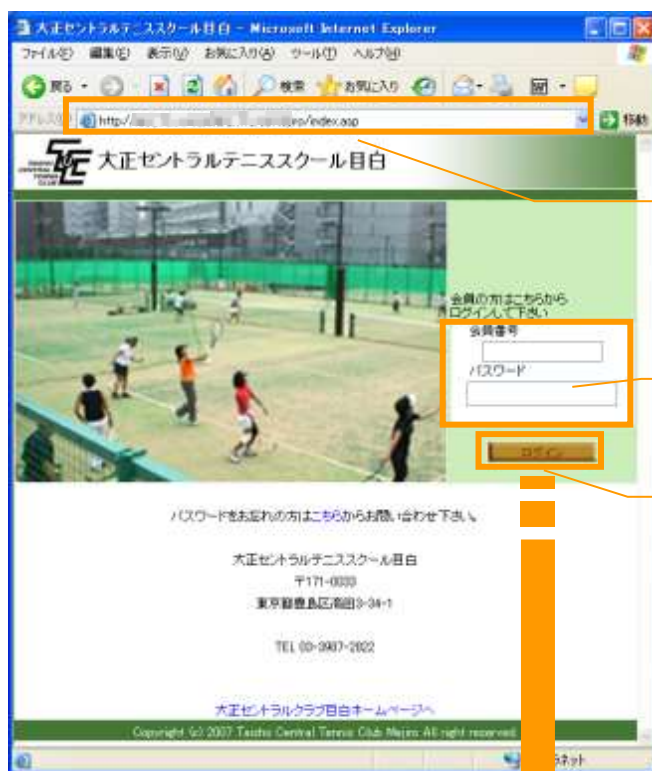 大正セントラルテニススクール目白 - Microsoft Internet Explorer
ファイル(F) 編集(E) 表示(V) お気に入り(A) ツール(T) ヘルプ(H)
戻る 検索 お気に入り
アドレス(D) http:/ /index.asp 移動
TAISHO CENTRAL TENNIS CLUB
大正セントラルテニススクール目白
会員の方はこちらから
ログインして下さい
会員番号
パスワード
ログイン
パスワードをお忘れの方はこちらからお問い合わせ下さい。
大正セントラルテニススクール目白
〒171-0033
東京都豊島区高田3-34-1
TEL 03-3987-2822
大正セントラルクラブ目白ホームページへ
Copyright (c) 2007 Taisho Central Tennis Club Mejiro All right reserved